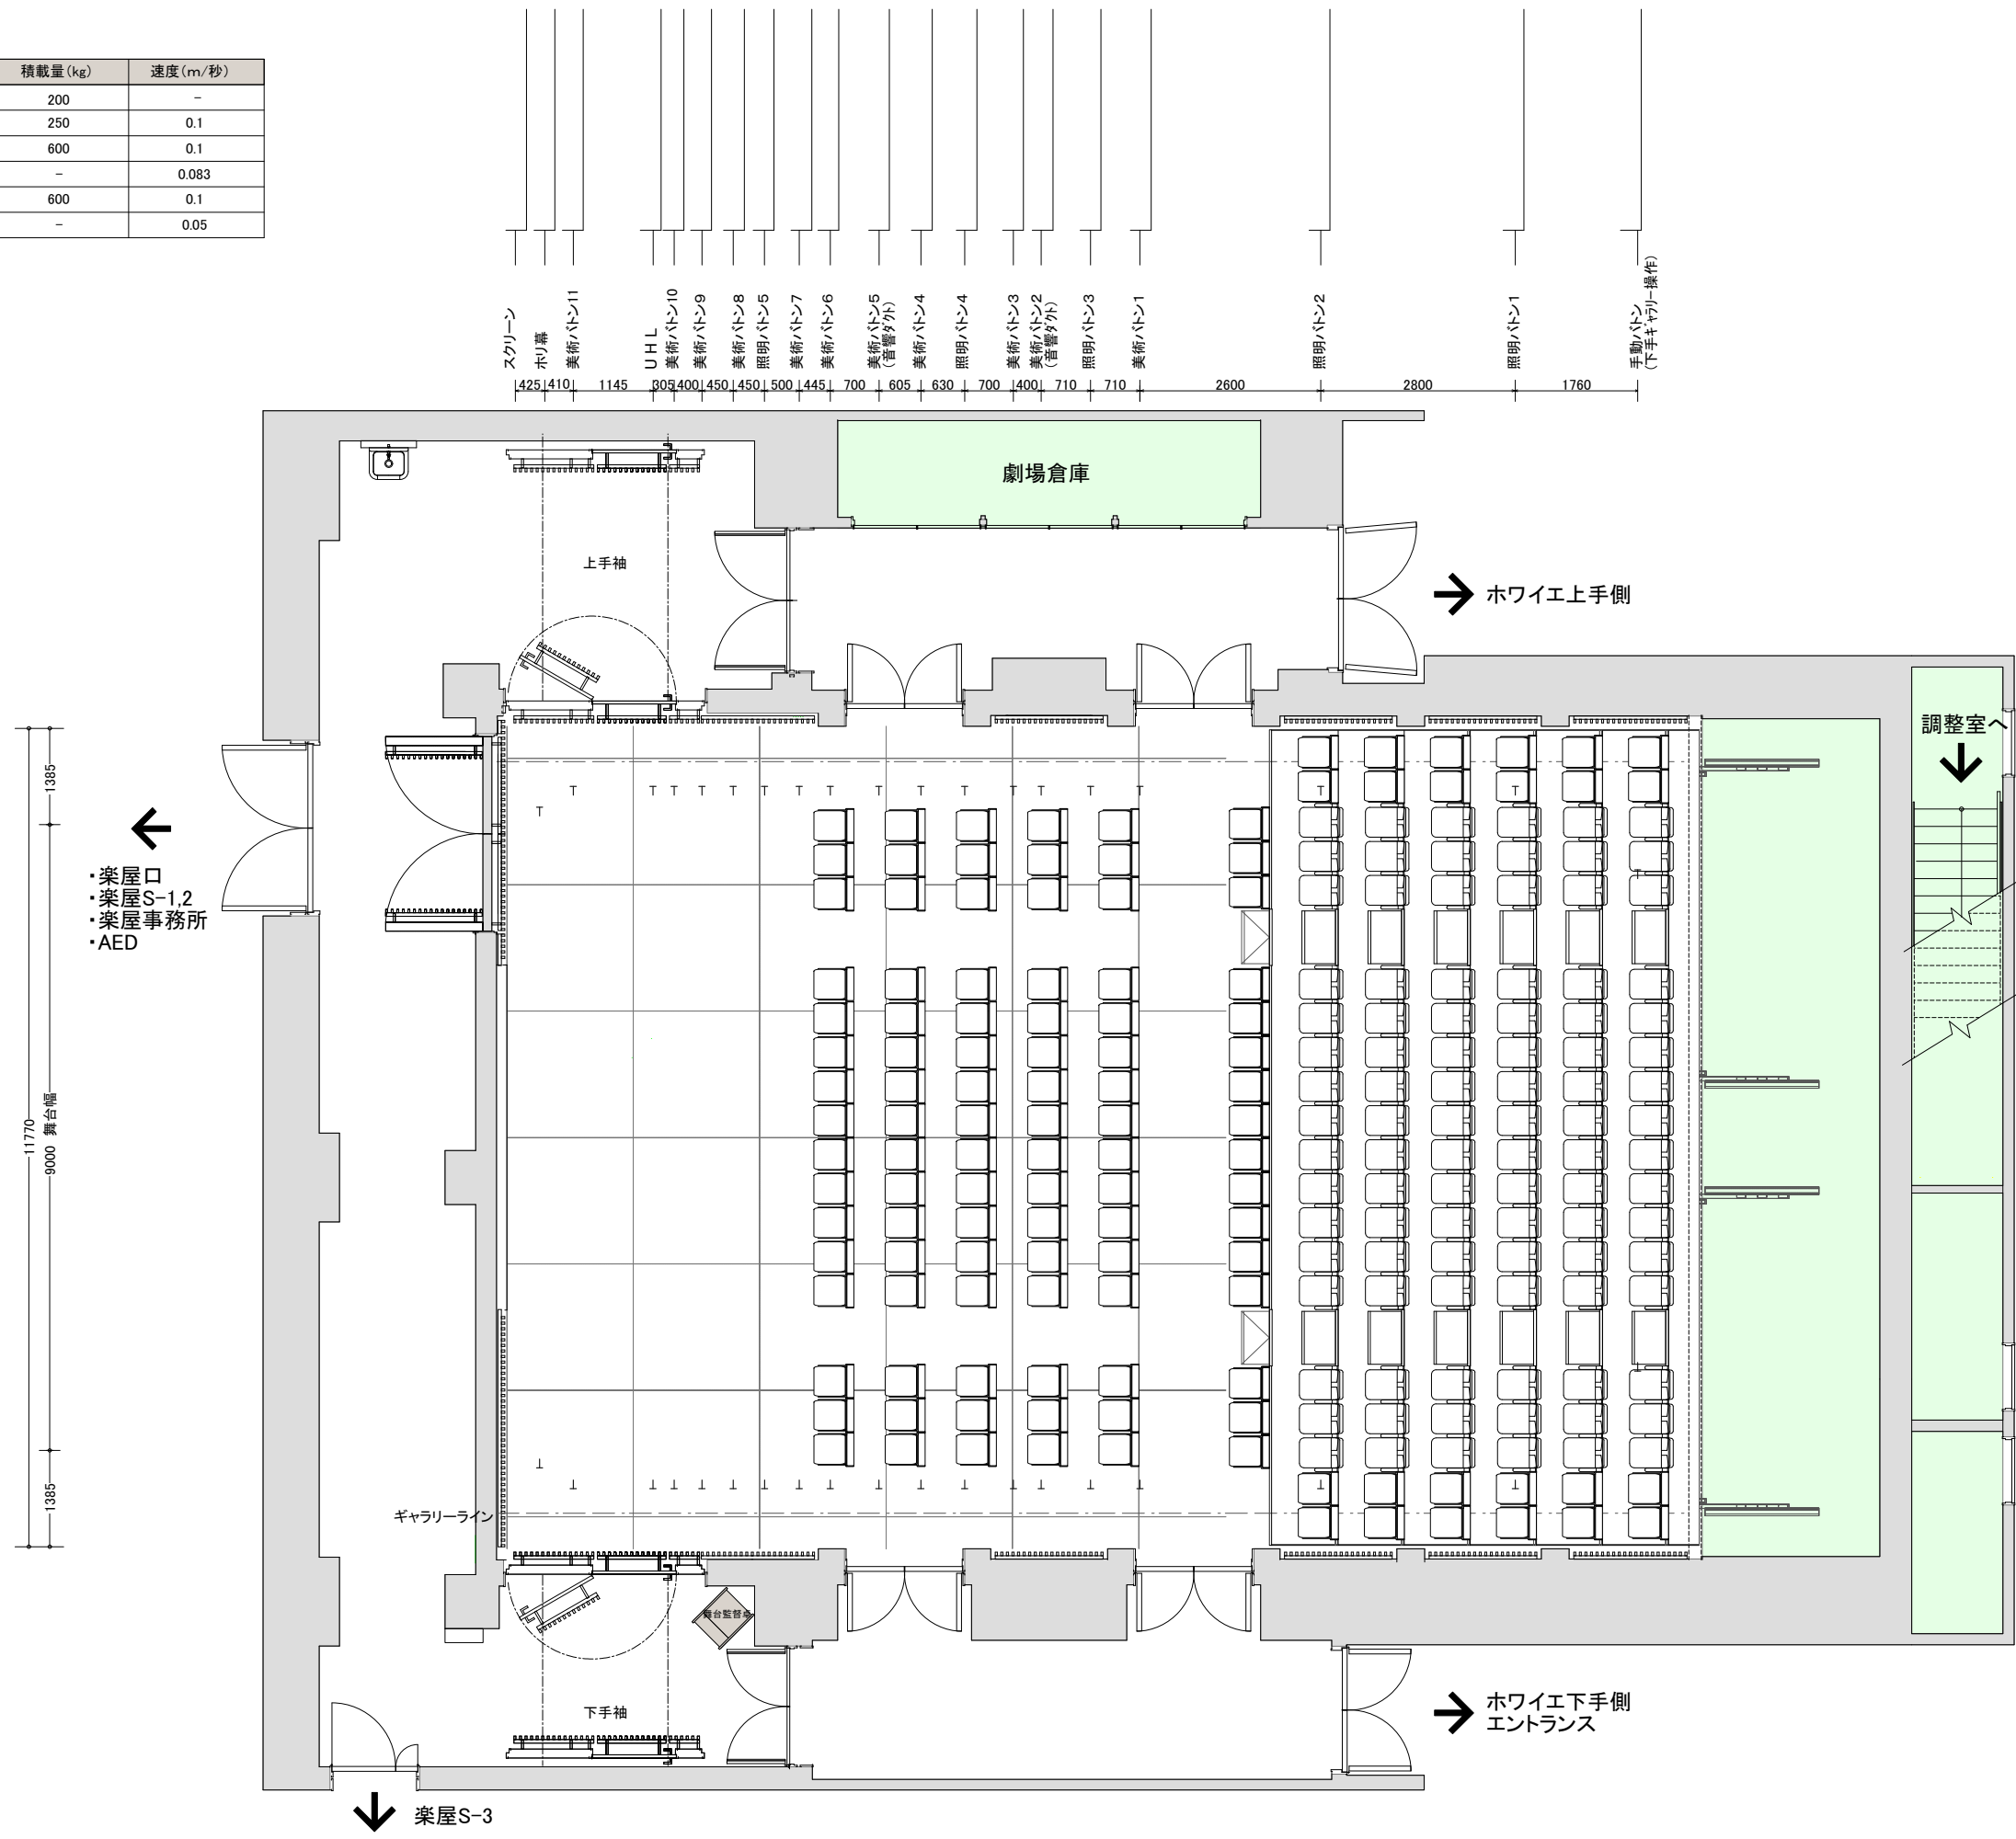 積載量(kg) 速度(m/秒)
200 -
250 0.1
600 0.1
- 0.083
600 0.1
- 0.05
スクリーン
ホリ幕
美術バトン11
UHL
美術バトン10
美術バトン9
美術バトン8
照明バトン5
美術バトン7
美術バトン6
美術バトン5
(音響ダクト)
美術バトン4
照明バトン4
美術バトン3
美術バトン2
(音響ダクト)
照明バトン3
美術バトン1
照明バトン2
照明バトン1
手動バトン
(下手ギャラリー操作)
425 410 1145 305 400 450 450 500 445 700 605 630 700 400 710 710 2600 2800 1760
劇場倉庫
上手袖
ホワイエ上手側
調整室へ
1385
11770
9000 舞台幅
1385
・楽屋口
・楽屋S-1,2
・楽屋事務所
・AED
ギャラリーライン
舞台監督卓
下手袖
ホワイエ下手側
エントランス
楽屋S-3